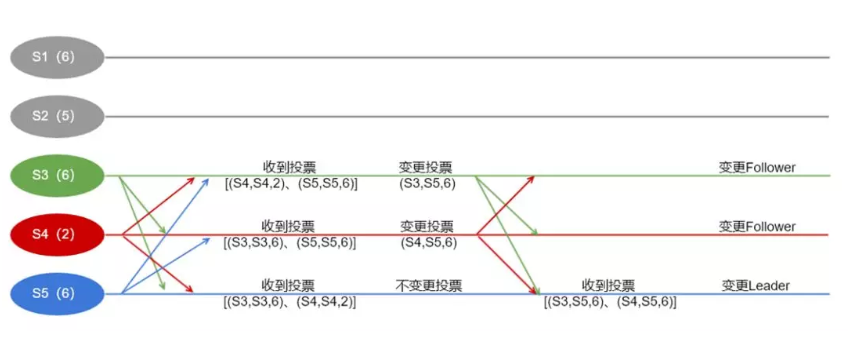 S1（6）
S2（5）
收到投票
变更投票
变更Follower
S3（6）
[(S4,S4,2)、(S5,S5,6)]
(S3,S5,6)
收到投票
变更投票
变更Follower
S4（2）
[(S3,S3,6)、(S5,S5,6)]
(S4,S5,6)
收到投票
不变更投票
收到投票
变更Leader
S5（6）
[(S3,S3,6)、(S4,S4,2)]
[(S3,S5,6)、(S4,S5,6)]